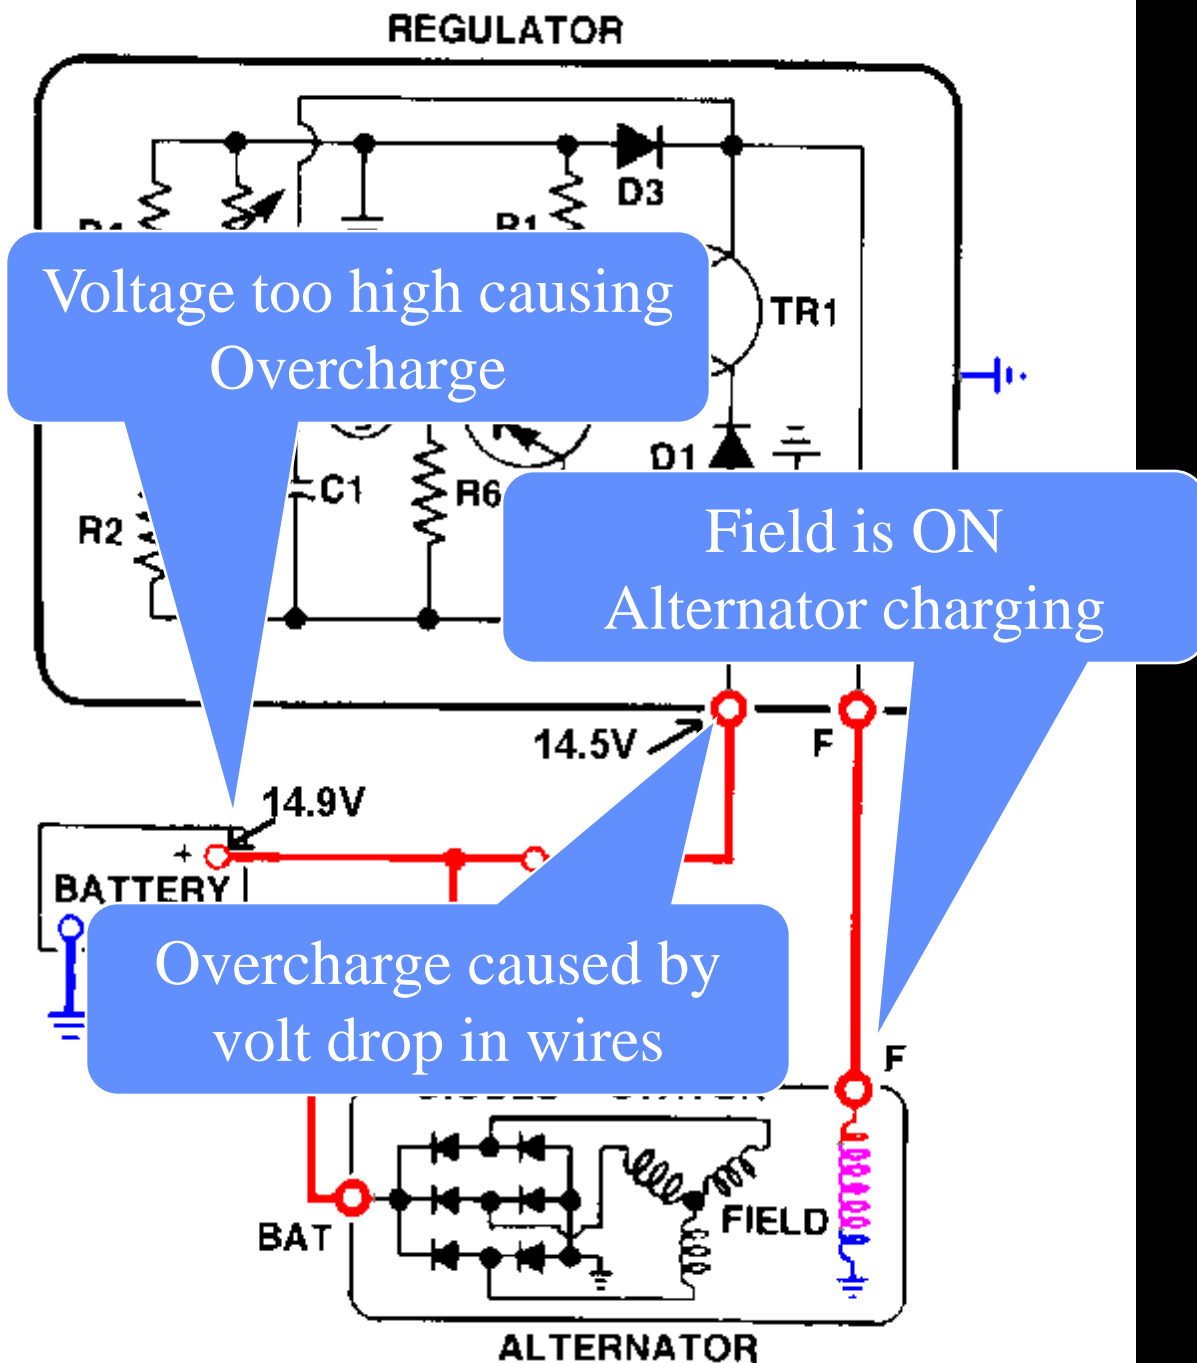 REGULATOR
D3
R1
TR1
Voltage too high causing
Overcharge
D1
C1
R6
R2
Field is ON
Alternator charging
14.5V
F
14.9V
+
BATTERY
Overcharge caused by
volt drop in wires
F
BAT
FIELD
ALTERNATOR